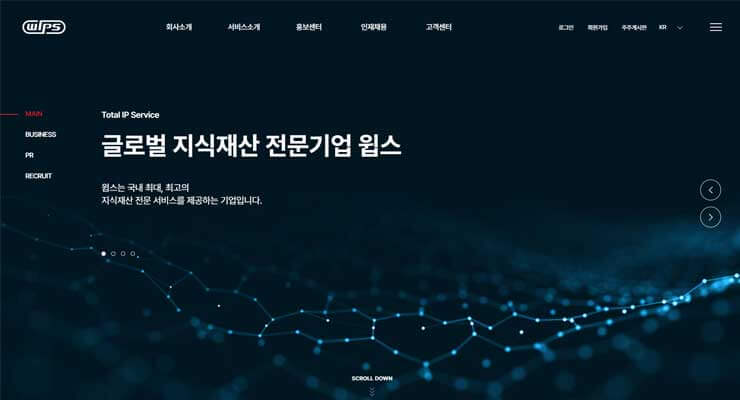 wips
회사소개
서비스소개
홍보센터
인재채용
고객센터
로그인
회원가입
주주게시판
KR
MAIN
BUSINESS
PR
RECRUIT
Total IP Service
글로벌 지식재산 전문기업 윕스
윕스는 국내 최대, 최고의
지식재산 전문 서비스를 제공하는 기업입니다.
SCROLL DOWN